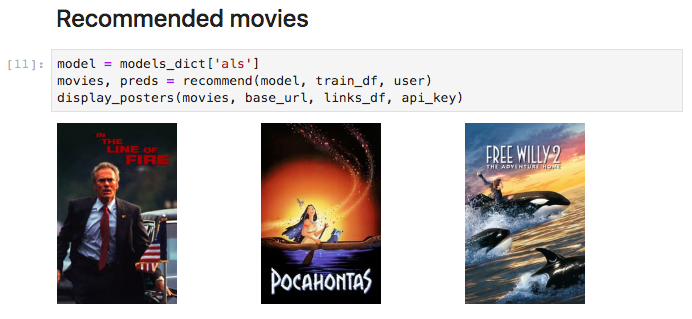 Recommended movies
[11]:
model = models_dict['als']
movies, preds = recommend(model, train_df, user)
display_posters(movies, base_url, links_df, api_key)
IN
THE
LINE OF
FIRE
POCAHONTAS
FREE WILLY 2
THE ADVENTURE HOME